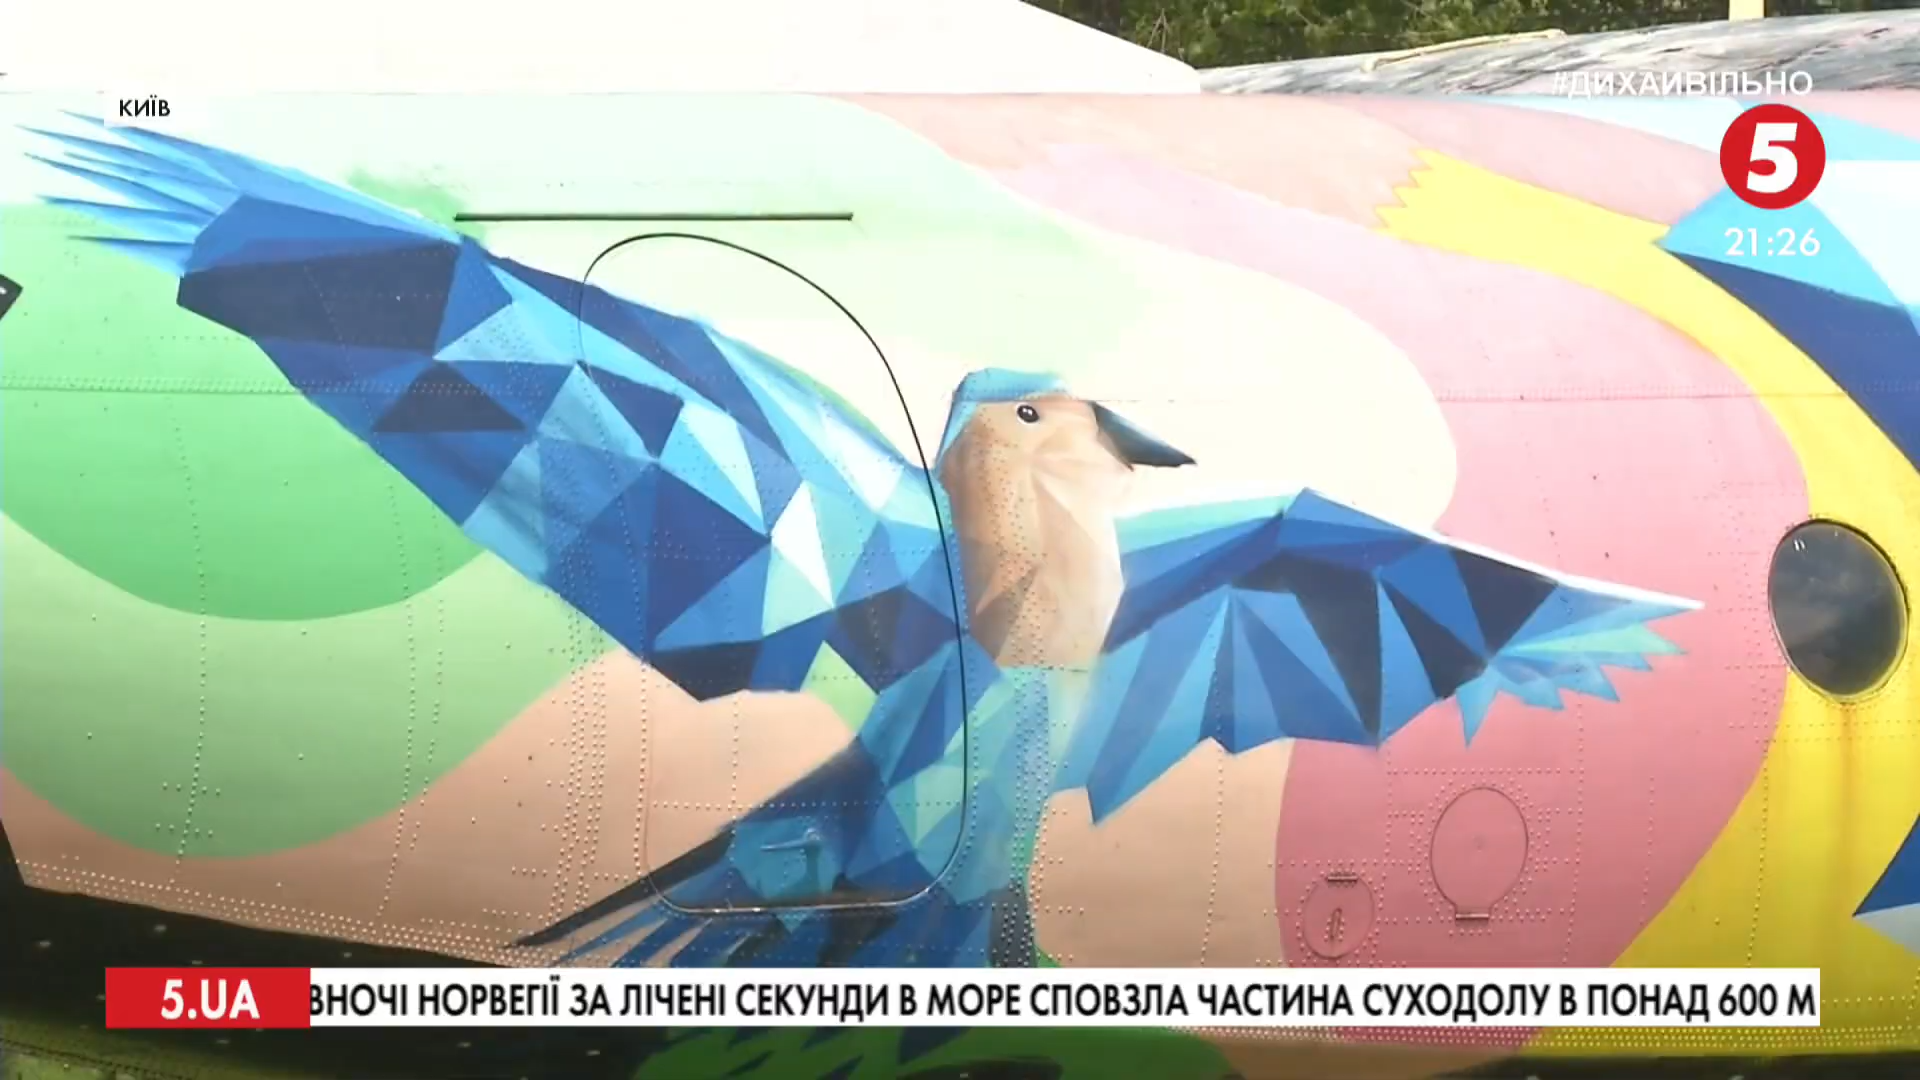 #ДИХАЙВІЛЬНО
КИЇВ
5
21:26
5.UA
ВНОЧІ НОРВЕГІЇ ЗА ЛІЧЕНІ СЕКУНДИ В МОРЕ СПОВЗЛА ЧАСТИНА СУХОДОЛУ В ПОНАД 600 М